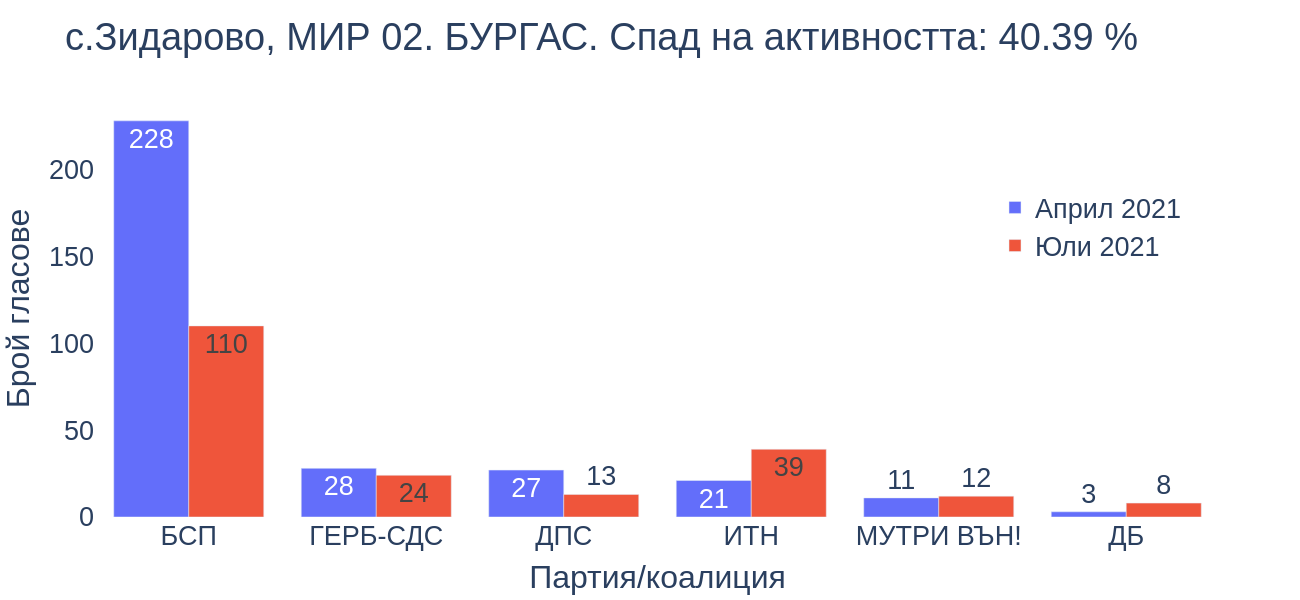 с.Зидарово, МИР 02. БУРГАС. Спад на активността: 40.39 %
Брой гласове
200
150
100
50
0
228
110
28
24
27
13
21
39
11
12
3
8
Април 2021
Юли 2021
БСП
ГЕРБ-СДС
ДПС
ИТН
МУТРИ ВЪН!
ДБ
Партия/коалиция